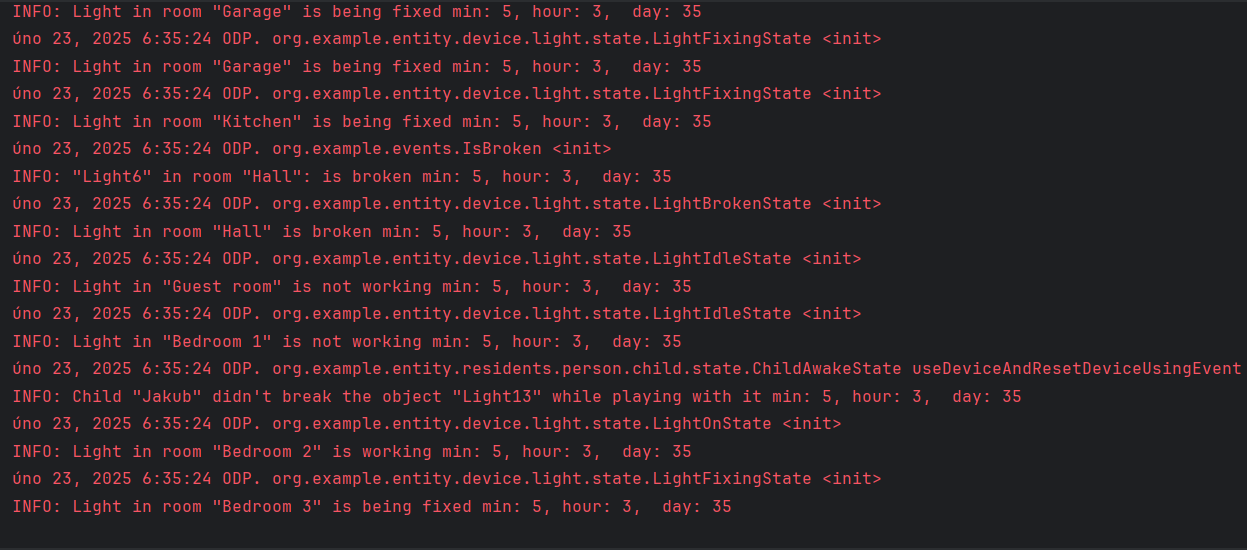 INFO: Light in room "Garage" is being fixed min: 5, hour: 3,  day: 35
úno 23, 2025 6:35:24 ODP. org.example.entity.device.light.state.LightFixingState <init>
INFO: Light in room "Garage" is being fixed min: 5, hour: 3,  day: 35
úno 23, 2025 6:35:24 ODP. org.example.entity.device.light.state.LightFixingState <init>
INFO: Light in room "Kitchen" is being fixed min: 5, hour: 3,  day: 35
úno 23, 2025 6:35:24 ODP. org.example.events.IsBroken <init>
INFO: "Light6" in room "Hall": is broken min: 5, hour: 3,  day: 35
úno 23, 2025 6:35:24 ODP. org.example.entity.device.light.state.LightBrokenState <init>
INFO: Light in room "Hall" is broken min: 5, hour: 3,  day: 35
úno 23, 2025 6:35:24 ODP. org.example.entity.device.light.state.LightIdleState <init>
INFO: Light in "Guest room" is not working min: 5, hour: 3,  day: 35
úno 23, 2025 6:35:24 ODP. org.example.entity.device.light.state.LightIdleState <init>
INFO: Light in "Bedroom 1" is not working min: 5, hour: 3,  day: 35
úno 23, 2025 6:35:24 ODP. org.example.entity.residents.person.child.state.ChildAwakeState useDeviceAndResetDeviceUsingEvent
INFO: Child "Jakub" didn't break the object "Light13" while playing with it min: 5, hour: 3,  day: 35
úno 23, 2025 6:35:24 ODP. org.example.entity.device.light.state.LightOnState <init>
INFO: Light in room "Bedroom 2" is working min: 5, hour: 3,  day: 35
úno 23, 2025 6:35:24 ODP. org.example.entity.device.light.state.LightFixingState <init>
INFO: Light in room "Bedroom 3" is being fixed min: 5, hour: 3,  day: 35